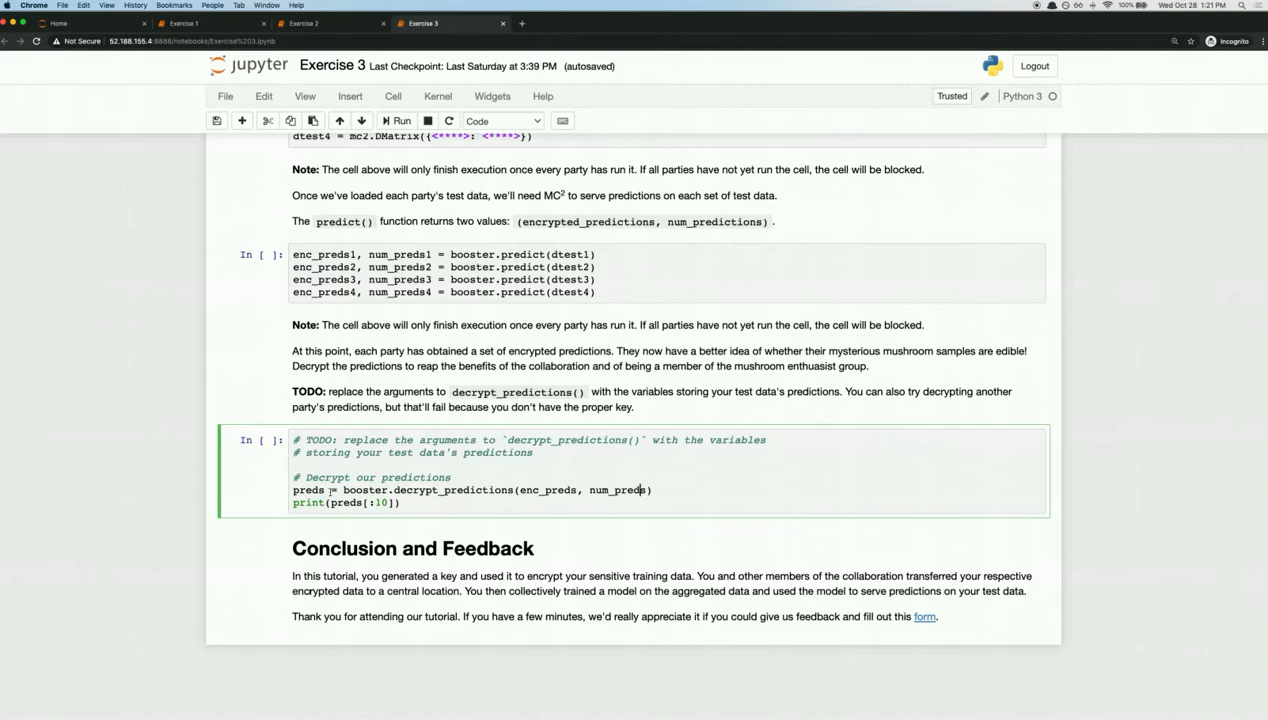 Chrome File Edit View History Bookmarks People Tab Window Help 100% Wed Oct 28 1:21 PM
Home Exercise 1 Exercise 2 Exercise 3
Not Secure 52.188.155.4:8888/notebooks/Exercise%203.ipynb Incognito
jupyter Exercise 3 Last Checkpoint: Last Saturday at 3:39 PM (autosaved) Logout
File Edit View Insert Cell Kernel Widgets Help Trusted Python 3
Run Code
dtest4 = mc2.DMatrix({<****>: <****>})
Note: The cell above will only finish execution once every party has run it. If all parties have not yet run the cell, the cell will be blocked.
Once we've loaded each party's test data, we'll need MC2 to serve predictions on each set of test data.
The predict() function returns two values: (encrypted_predictions, num_predictions) .
In [ ]: enc_preds1, num_preds1 = booster.predict(dtest1)
enc_preds2, num_preds2 = booster.predict(dtest2)
enc_preds3, num_preds3 = booster.predict(dtest3)
enc_preds4, num_preds4 = booster.predict(dtest4)
Note: The cell above will only finish execution once every party has run it. If all parties have not yet run the cell, the cell will be blocked.
At this point, each party has obtained a set of encrypted predictions. They now have a better idea of whether their mysterious mushroom samples are edible!
Decrypt the predictions to reap the benefits of the collaboration and of being a member of the mushroom enthusiast group.
TODO: replace the arguments to decrypt_predictions() with the variables storing your test data's predictions. You can also try decrypting another
party's predictions, but that'll fail because you don't have the proper key.
In [ ]: # TODO: replace the arguments to `decrypt_predictions()` with the variables
# storing your test data's predictions
# Decrypt our predictions
preds = booster.decrypt_predictions(enc_preds, num_preds)
print(preds[:10])
Conclusion and Feedback
In this tutorial, you generated a key and used it to encrypt your sensitive training data. You and other members of the collaboration transferred your respective
encrypted data to a central location. You then collectively trained a model on the aggregated data and used the model to serve predictions on your test data.
Thank you for attending our tutorial. If you have a few minutes, we'd really appreciate it if you could give us feedback and fill out this form.